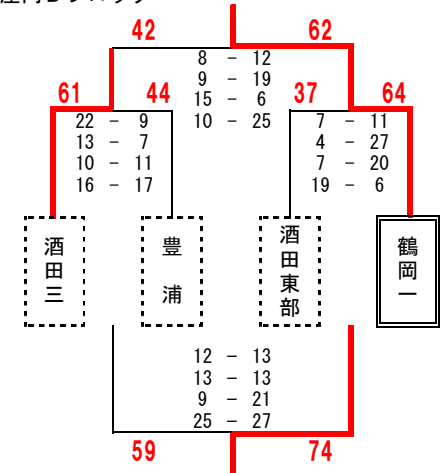 42 62
8 – 12
9 – 19
15 – 6
10 – 25
61 44 37 64
22 – 9
13 – 7
10 – 11
16 – 17
7 – 11
4 – 27
7 – 20
19 – 6
酒田三
豊浦
酒田東部
鶴岡一
12 – 13
13 – 13
9 – 21
25 – 27
59 74